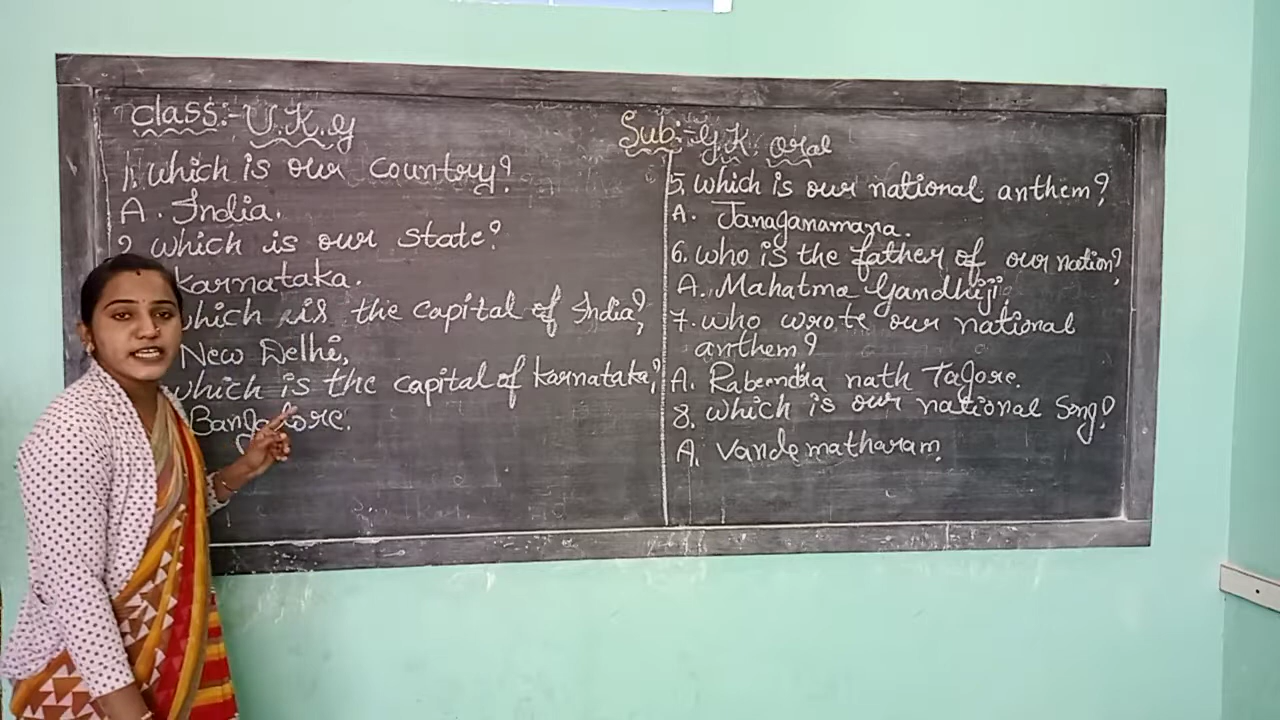 class:- U.K.g
Sub:- G.K. oral
1. Which is our country?
A. India.
2 which is our state?
Karnataka.
which is the capital of India?
New Delhi,
which is the capital of Karnataka?
Bangalore.
5. which is our national anthem?
A. Janaganamana.
6. who is the father of our nation?
A. Mahatma Gandhiji.
7. who wrote our national
anthem?
A. Rabeendra nath Tagore.
8. which is our national Song?
A. Vande matharam.